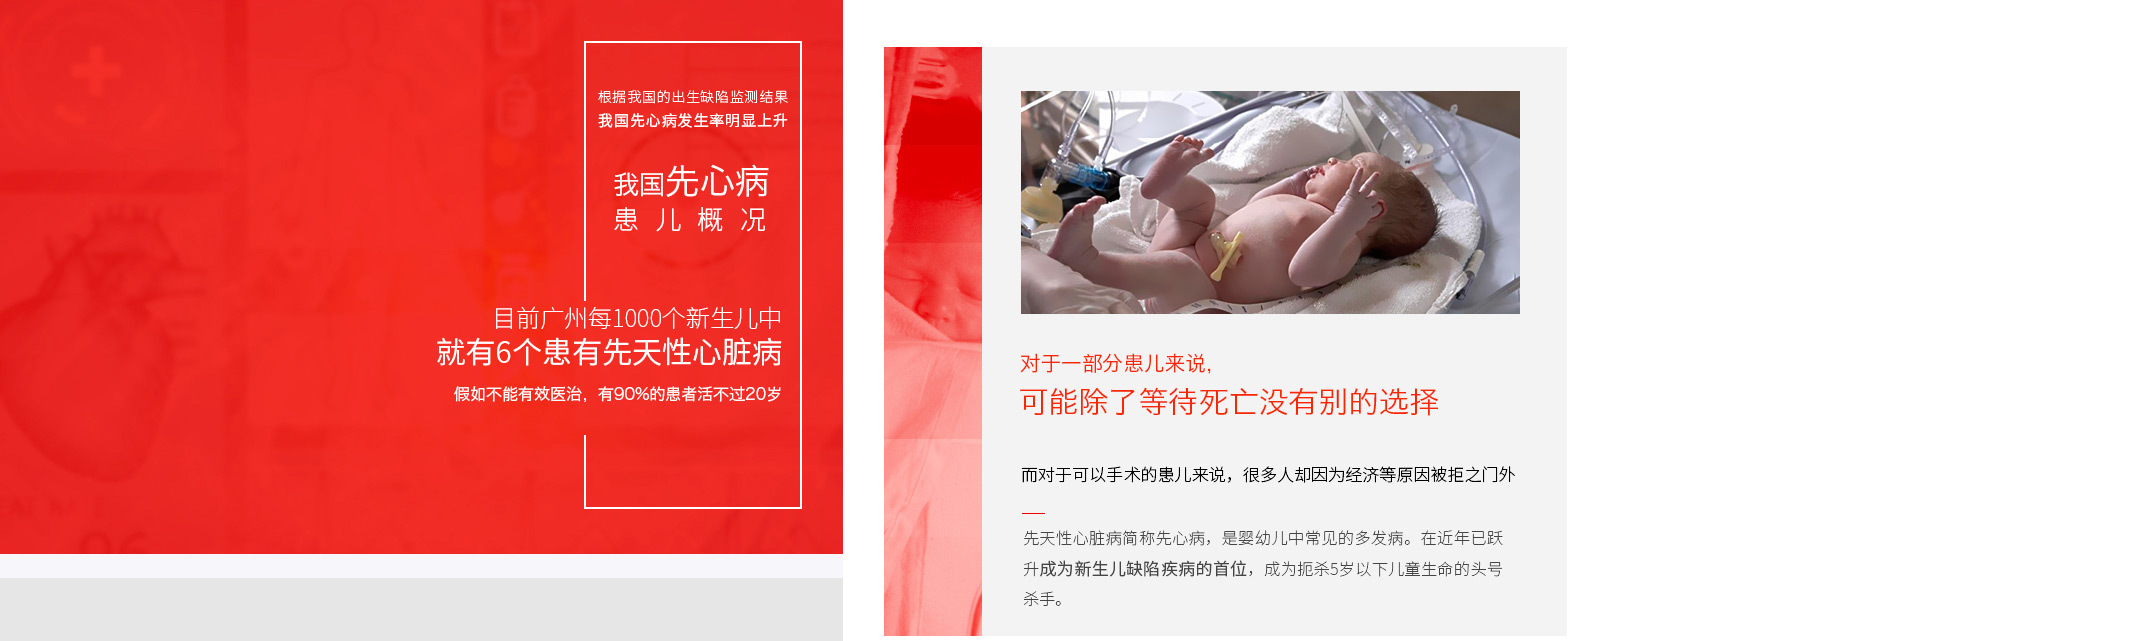 根据我国的出生缺陷监测结果
我国先心病发生率明显上升
我国先心病
患儿概况
目前广州每1000个新生儿中
就有6个患有先天性心脏病
假如不能有效医治，有90%的患者活不过20岁
对于一部分患儿来说，
可能除了等待死亡没有别的选择
而对于可以手术的患儿来说，很多人却因为经济等原因被拒之门外
先天性心脏病简称先心病，是婴幼儿中常见的多发病。在近年已跃
升成为新生儿缺陷疾病的首位，成为扼杀5岁以下儿童生命的头号
杀手。